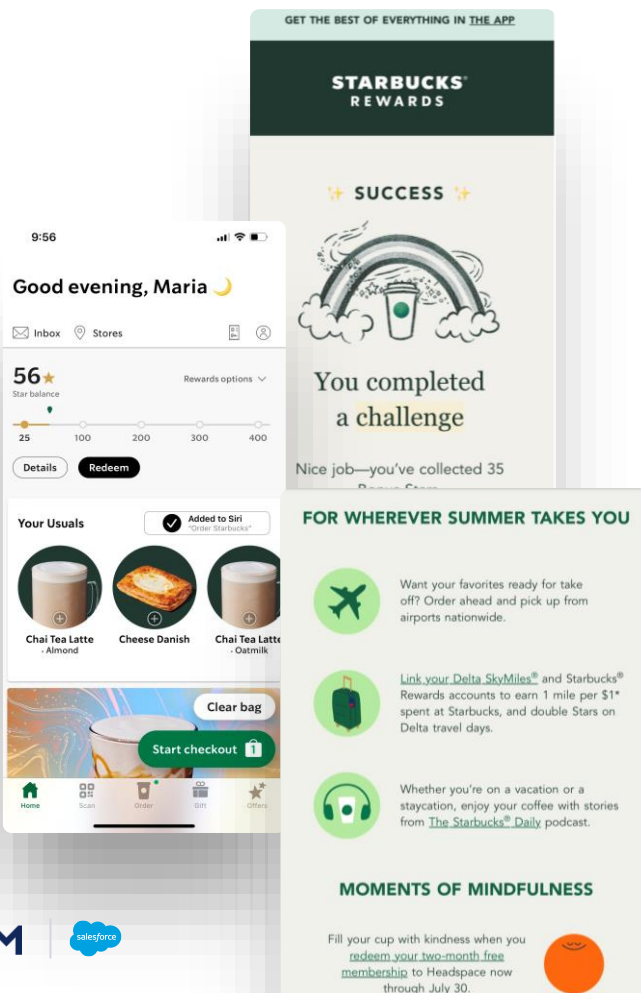 GET THE BEST OF EVERYTHING IN THE APP
STARBUCKS®
REWARDS
SUCCESS
You completed
a challenge
Nice job—you've collected 35
9:56
Good evening, Maria
Inbox
Stores
56
Star balance
Rewards options
25 100 200 300 400
Details
Redeem
Your Usuals
Added to Siri
"Order Starbucks"
Chai Tea Latte
- Almond
Cheese Danish
Chai Tea Latte
- Oatmilk
Clear bag
Start checkout 1
Home
Scan
Order
Gift
Offers
FOR WHEREVER SUMMER TAKES YOU
Want your favorites ready for take
off? Order ahead and pick up from
airports nationwide.
Link your Delta SkyMiles® and Starbucks®
Rewards accounts to earn 1 mile per $1*
spent at Starbucks, and double Stars on
Delta travel days.
Whether you're on a vacation or a
staycation, enjoy your coffee with stories
from The Starbucks® Daily podcast.
MOMENTS OF MINDFULNESS
Fill your cup with kindness when you
redeem your two-month free
membership to Headspace now
through July 30.
M
salesforce